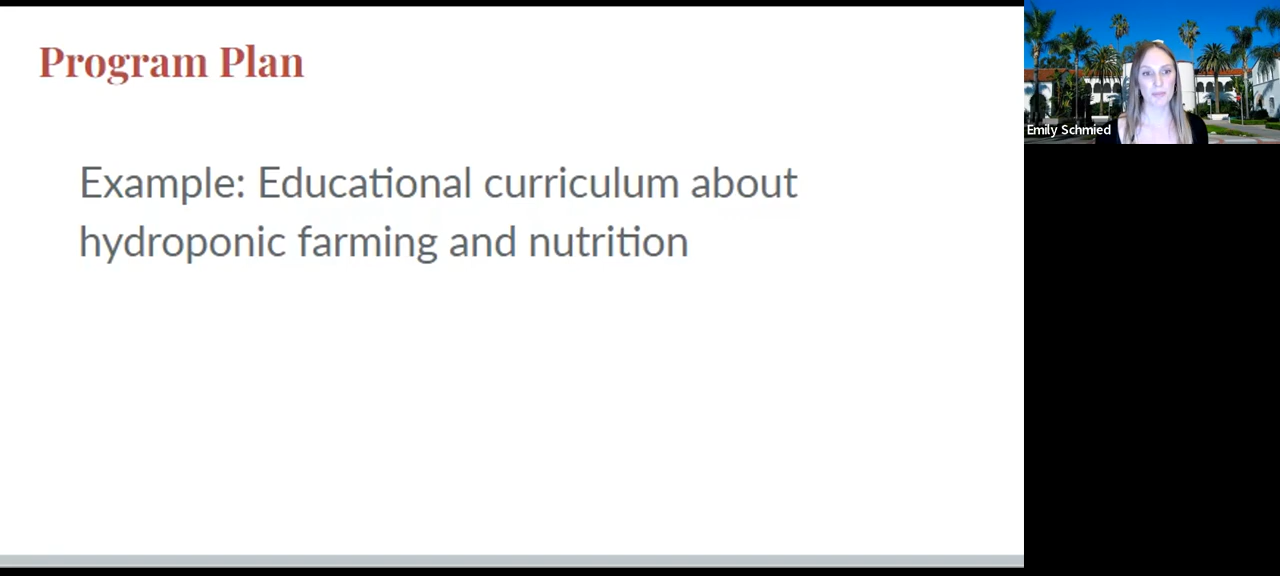 Program Plan
Example: Educational curriculum about
hydroponic farming and nutrition
Emily Schmied